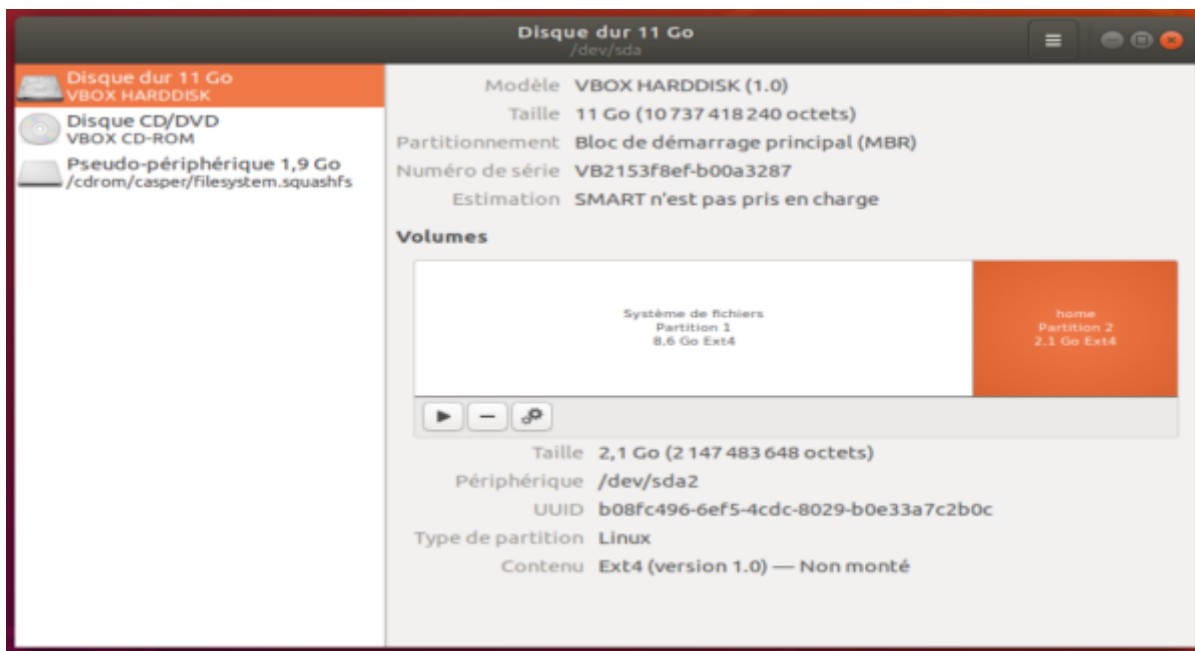 Disque dur 11 Go
/dev/sda
Disque dur 11 Go
VBOX HARDDISK
Disque CD/DVD
VBOX CD-ROM
Pseudo-périphérique 1,9 Go
/cdrom/casper/filesystem.squashfs
Modèle VBOX HARDDISK (1.0)
Taille 11 Go (10 737 418 240 octets)
Partitionnement Bloc de démarrage principal (MBR)
Numéro de série VB2153f8ef-b00a3287
Estimation SMART n'est pas pris en charge
Volumes
Système de fichiers
Partition 1
8,6 Go Ext4
home
Partition 2
2,1 Go Ext4
Taille 2,1 Go (2 147 483 648 octets)
Périphérique /dev/sda2
UUID b08fc496-6ef5-4cdc-8029-b0e33a7c2b0c
Type de partition Linux
Contenu Ext4 (version 1.0) — Non monté